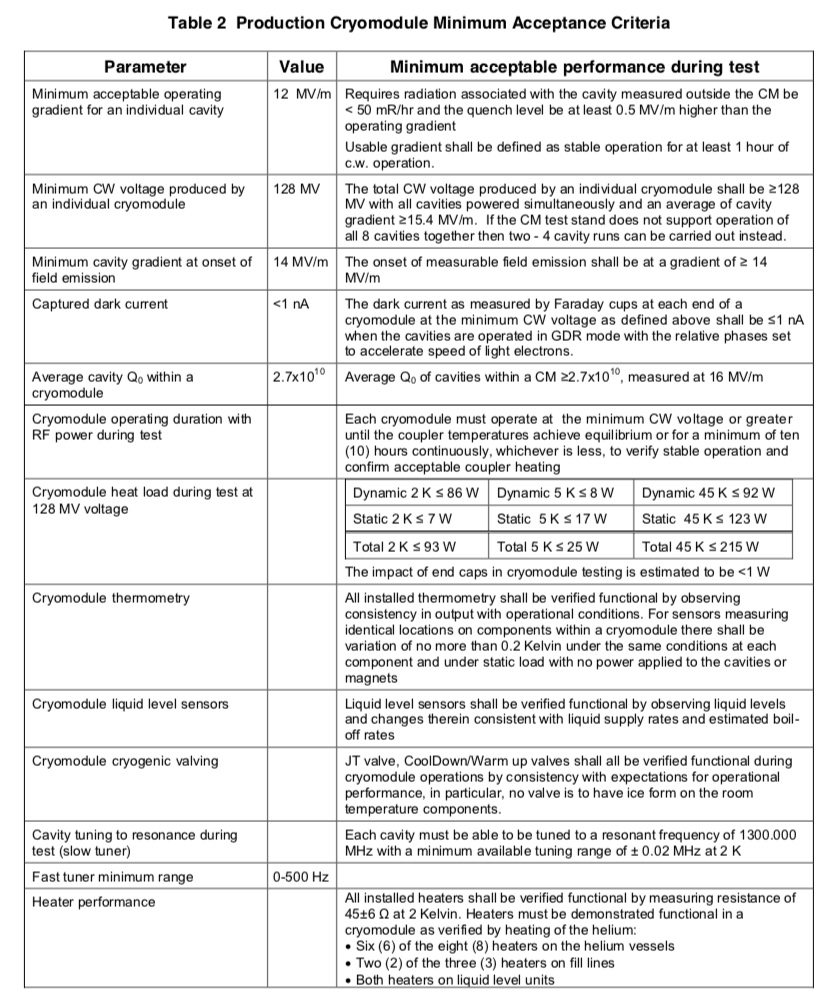 Table 2 Production Cryomodule Minimum Acceptance Criteria
Parameter
Value
Minimum acceptable performance during test
Minimum acceptable operating
gradient for an individual cavity
12 MV/m
Requires radiation associated with the cavity measured outside the CM be
< 50 mR/hr and the quench level be at least 0.5 MV/m higher than the
operating gradient
Usable gradient shall be defined as stable operation for at least 1 hour of
c.w. operation.
Minimum CW voltage produced by
an individual cryomodule
128 MV
The total CW voltage produced by an individual cryomodule shall be ≥128
MV with all cavities powered simultaneously and an average of cavity
gradient ≥15.4 MV/m. If the CM test stand does not support operation of
all 8 cavities together then two - 4 cavity runs can be carried out instead.
Minimum cavity gradient at onset of
field emission
14 MV/m
The onset of measurable field emission shall be at a gradient of ≥ 14
MV/m
Captured dark current
<1 nA
The dark current as measured by Faraday cups at each end of a
cryomodule at the minimum CW voltage as defined above shall be ≤1 nA
when the cavities are operated in GDR mode with the relative phases set
to accelerate speed of light electrons.
Average cavity Q₀ within a
cryomodule
2.7x10¹⁰
Average Q₀ of cavities within a CM ≥2.7x10¹⁰, measured at 16 MV/m
Cryomodule operating duration with
RF power during test
Each cryomodule must operate at the minimum CW voltage or greater
until the coupler temperatures achieve equilibrium or for a minimum of ten
(10) hours continuously, whichever is less, to verify stable operation and
confirm acceptable coupler heating
Cryomodule heat load during test at
128 MV voltage
Dynamic 2 K ≤ 86 W
Dynamic 5 K ≤ 8 W
Dynamic 45 K ≤ 92 W
Static 2 K ≤ 7 W
Static 5 K ≤ 17 W
Static 45 K ≤ 123 W
Total 2 K ≤ 93 W
Total 5 K ≤ 25 W
Total 45 K ≤ 215 W
The impact of end caps in cryomodule testing is estimated to be <1 W
Cryomodule thermometry
All installed thermometry shall be verified functional by observing
consistency in output with operational conditions. For sensors measuring
identical locations on components within a cryomodule there shall be
variation of no more than 0.2 Kelvin under the same conditions at each
component and under static load with no power applied to the cavities or
magnets
Cryomodule liquid level sensors
Liquid level sensors shall be verified functional by observing liquid levels
and changes therein consistent with liquid supply rates and estimated boil-
off rates
Cryomodule cryogenic valving
JT valve, CoolDown/Warm up valves shall all be verified functional during
cryomodule operations by consistency with expectations for operational
performance, in particular, no valve is to have ice form on the room
temperature components.
Cavity tuning to resonance during
test (slow tuner)
Each cavity must be able to be tuned to a resonant frequency of 1300.000
MHz with a minimum available tuning range of ± 0.02 MHz at 2 K
Fast tuner minimum range
0-500 Hz
Heater performance
All installed heaters shall be verified functional by measuring resistance of
45±6 Ω at 2 Kelvin. Heaters must be demonstrated functional in a
cryomodule as verified by heating of the helium:
• Six (6) of the eight (8) heaters on the helium vessels
• Two (2) of the three (3) heaters on fill lines
• Both heaters on liquid level units